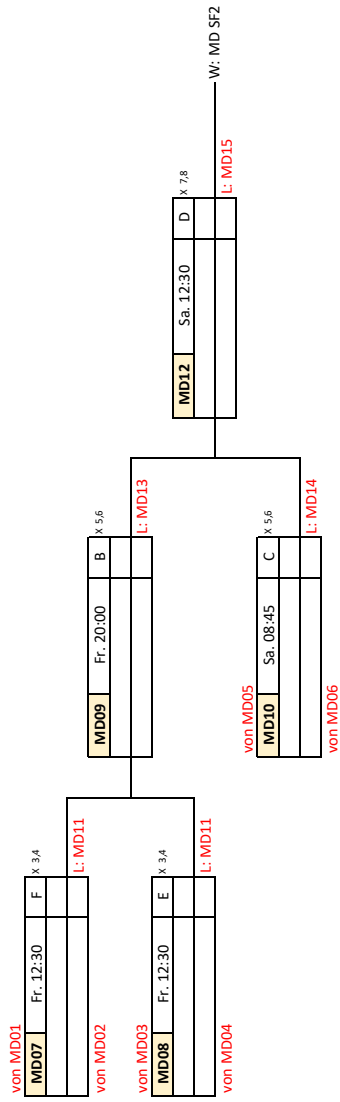 von MD01
MD07 Fr. 12:30 F X 3,4
L: MD11
von MD02
von MD03
MD08 Fr. 12:30 E X 3,4
L: MD11
von MD04
MD09 Fr. 20:00 B X 5,6
L: MD13
von MD05
MD10 Sa. 08:45 C X 5,6
L: MD14
von MD06
MD12 Sa. 12:30 D X 7,8
W: MD SF2
L: MD15